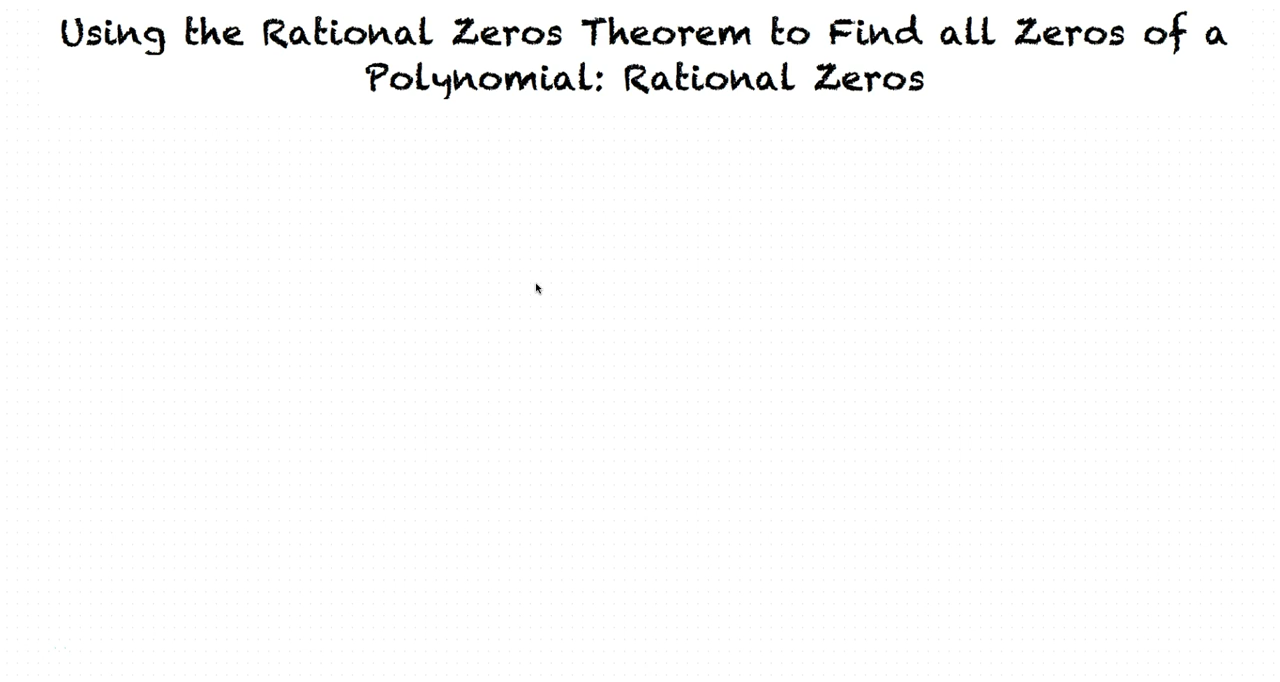 Using the Rational Zeros Theorem to Find all Zeros of a
Polynomial: Rational Zeros